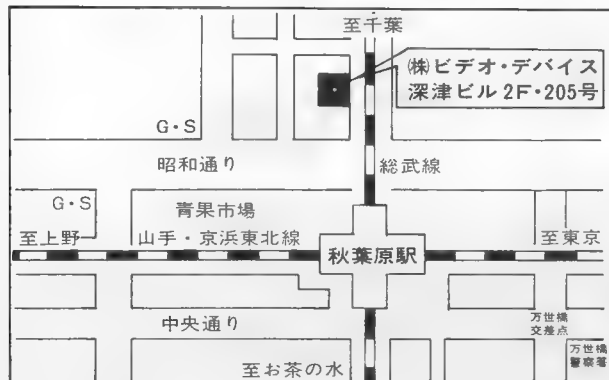 至千葉
㈱ビデオ・デバイス
深津ビル2F・205号
G・S
昭和通り
総武線
G・S
青果市場
至上野
山手・京浜東北線
秋葉原駅
至東京
中央通り
万世橋
交差点
至お茶の水
万世橋
警察署